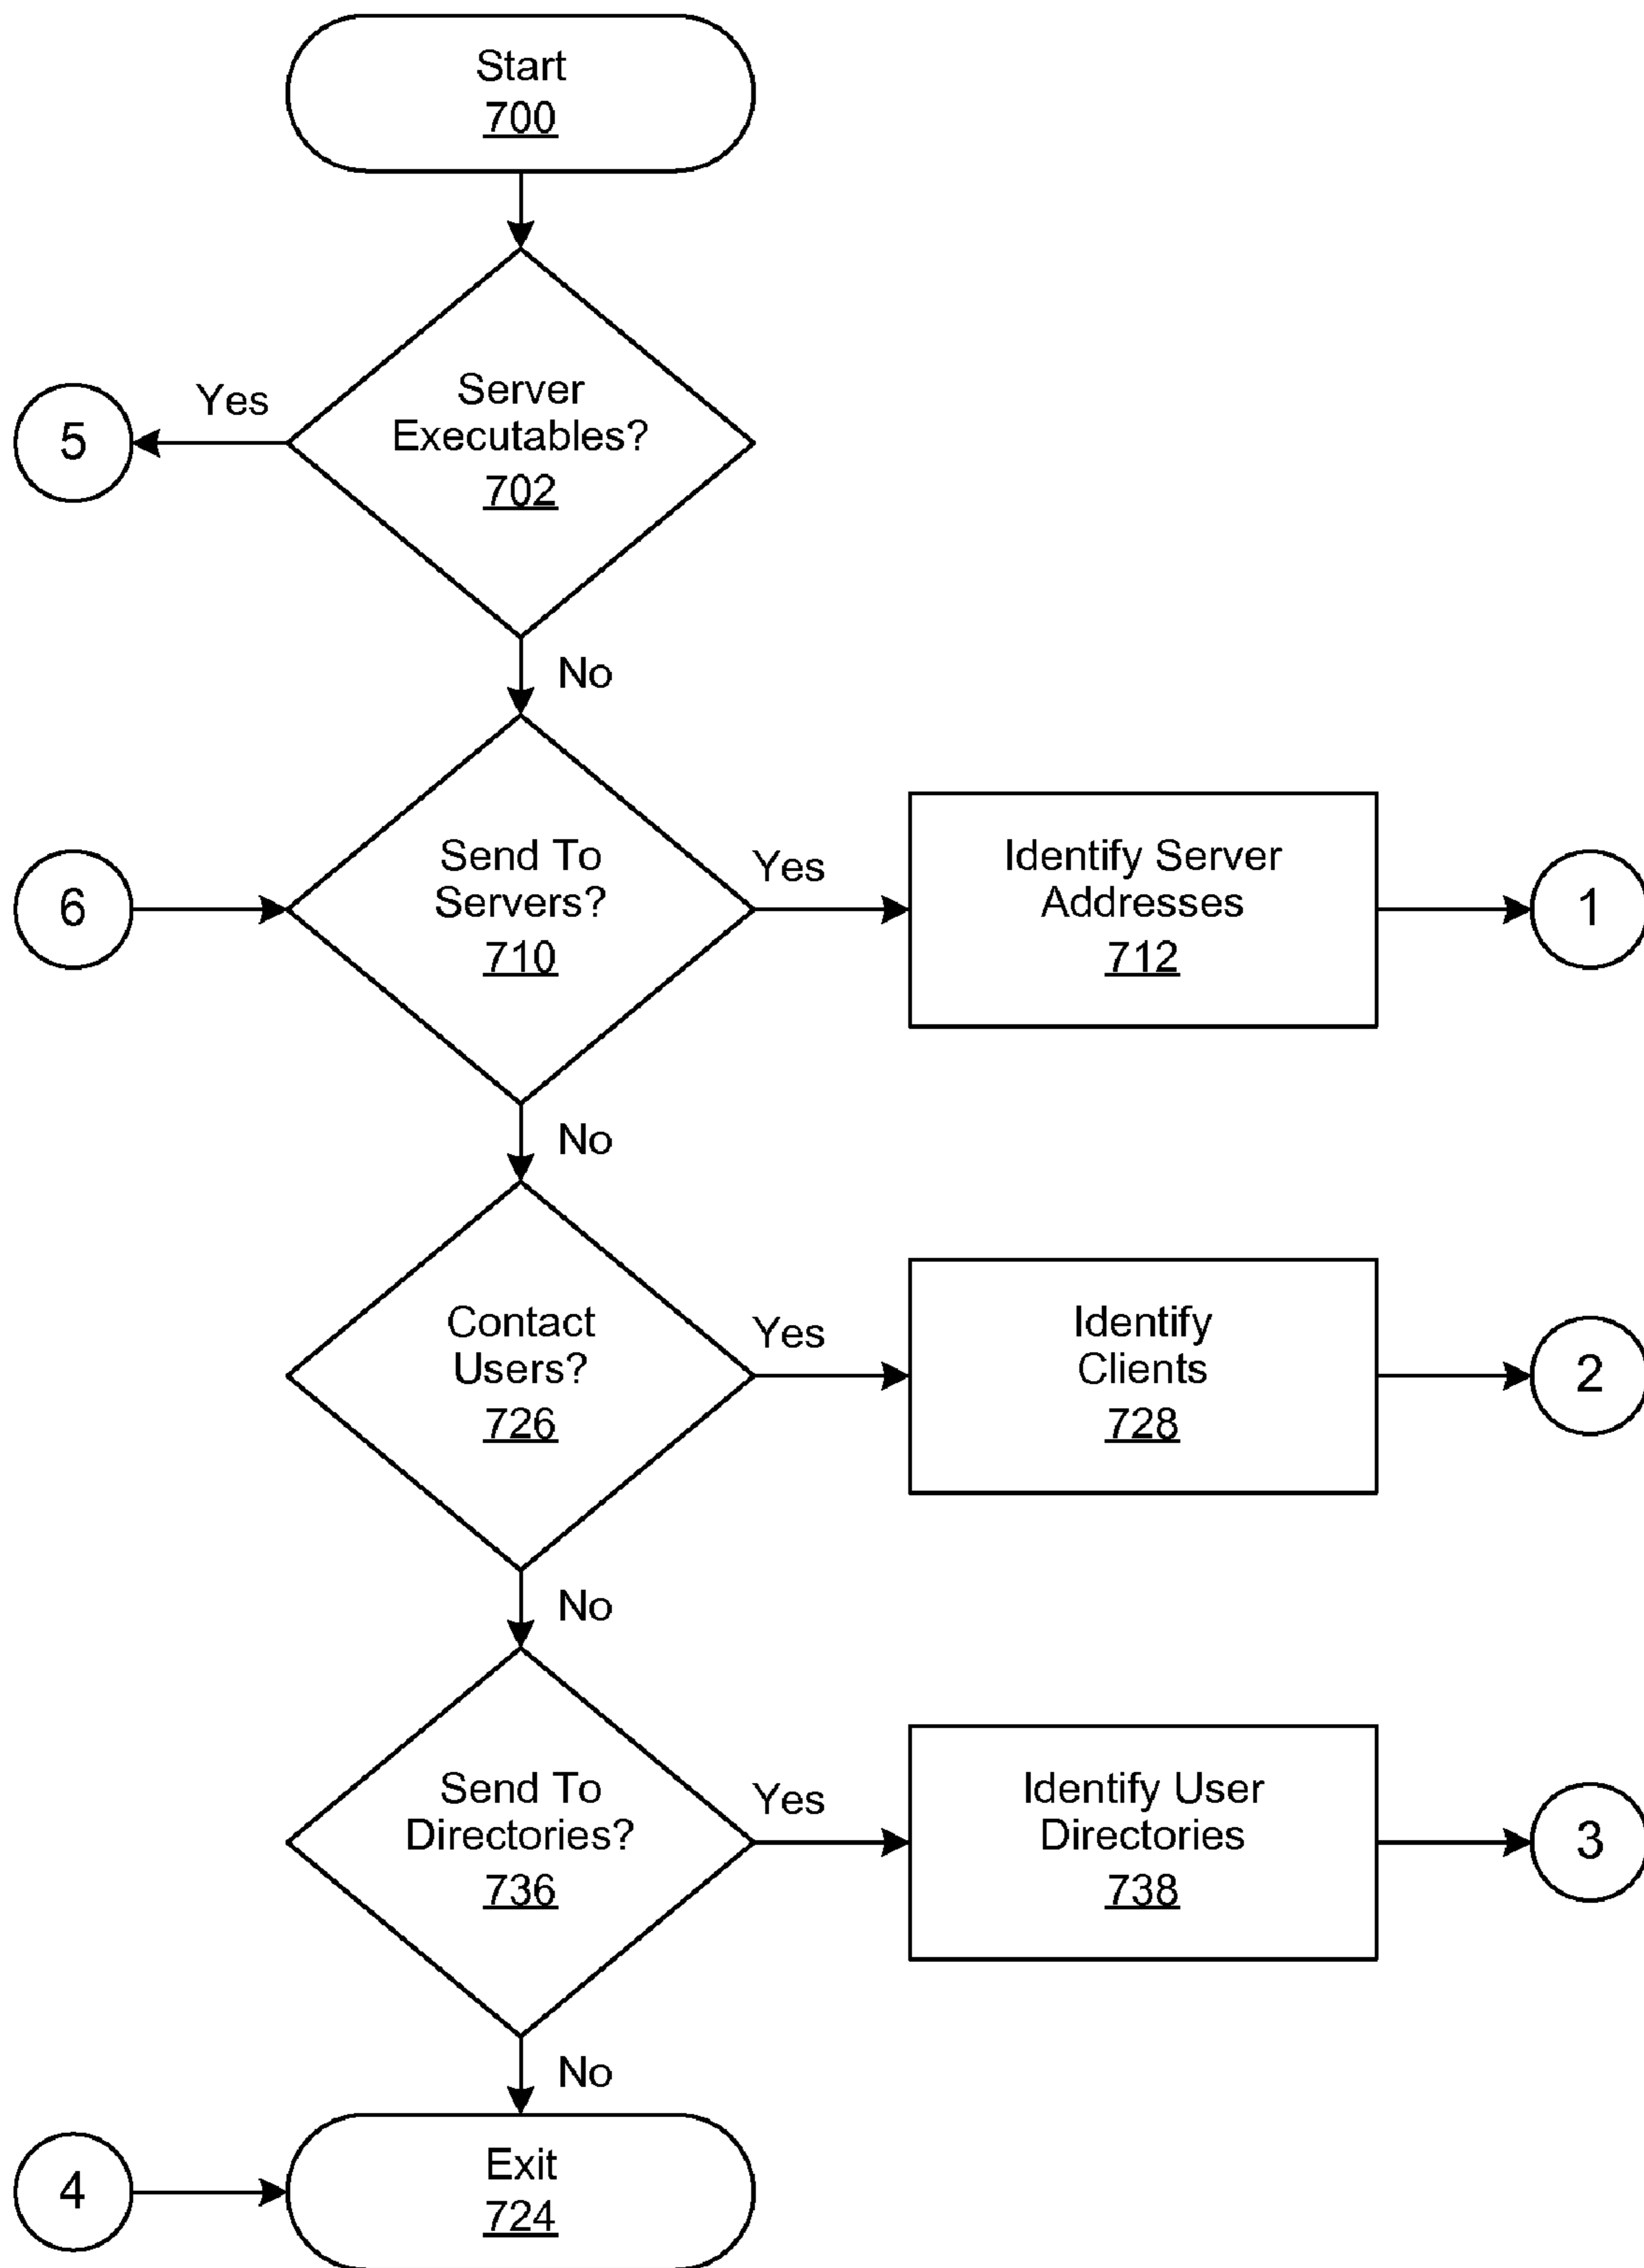 Start
700
Server
Executables?
702
Yes
5
No
6
Send To
Servers?
710
Yes
Identify Server
Addresses
712
1
No
Contact
Users?
726
Yes
Identify
Clients
728
2
No
Send To
Directories?
736
Yes
Identify User
Directories
738
3
No
4
Exit
724